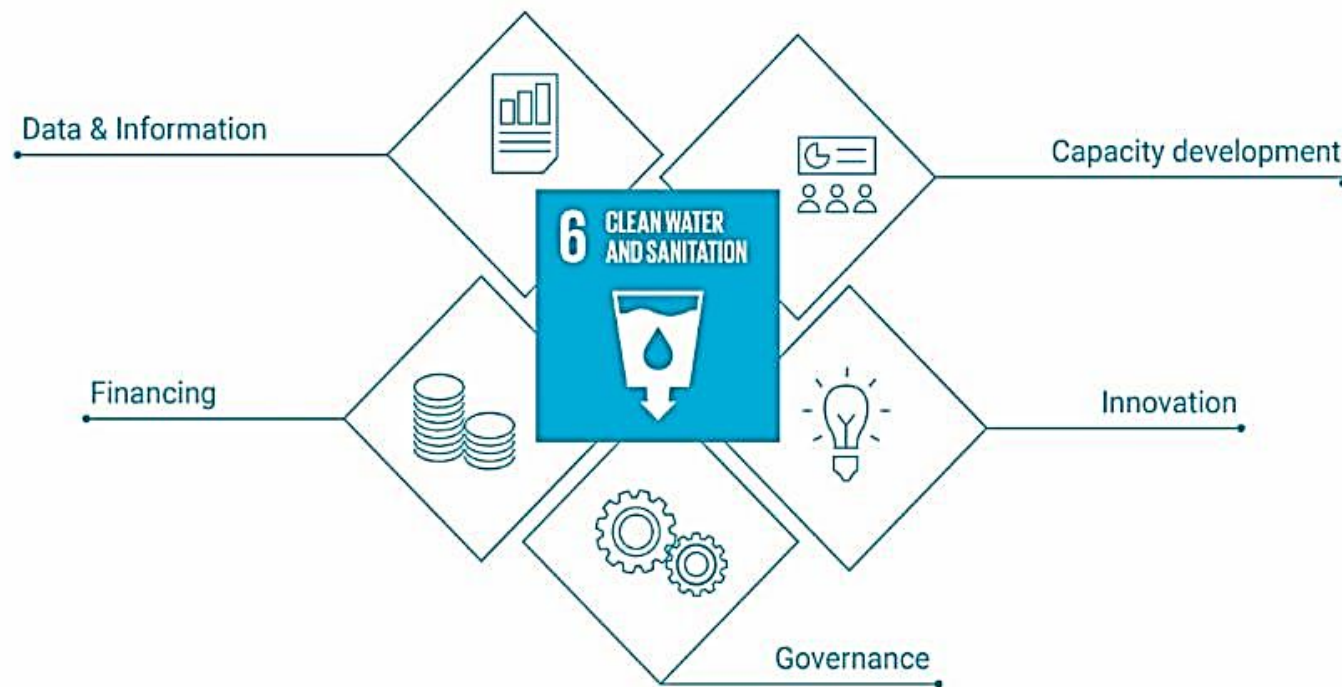 Data & Information
Capacity development
6 CLEAN WATER
AND SANITATION
Financing
Innovation
Governance